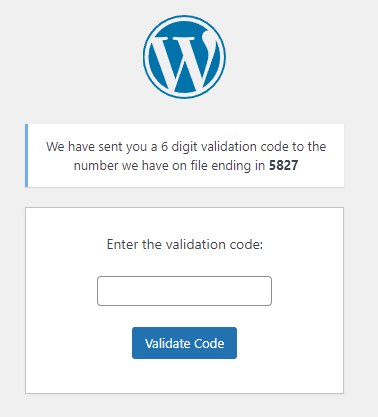 We have sent you a 6 digit validation code to the
number we have on file ending in 5827
Enter the validation code:
Validate Code